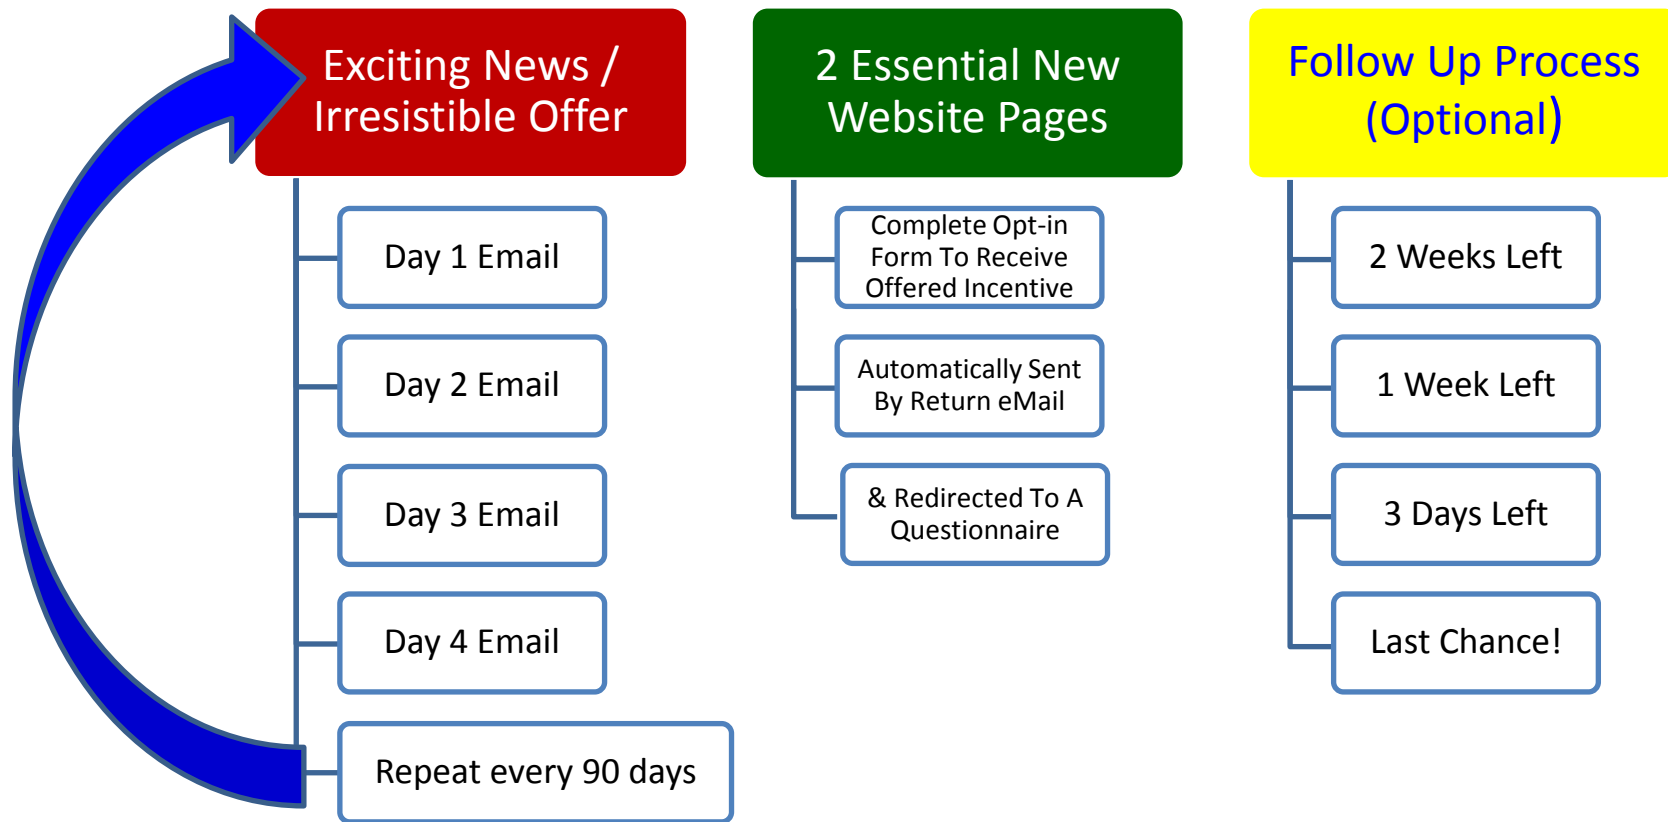 Exciting News /
Irresistible Offer
Day 1 Email
Day 2 Email
Day 3 Email
Day 4 Email
Repeat every 90 days
2 Essential New
Website Pages
Complete Opt-in
Form To Receive
Offered Incentive
Automatically Sent
By Return eMail
& Redirected To A
Questionnaire
Follow Up Process
(Optional)
2 Weeks Left
1 Week Left
3 Days Left
Last Chance!